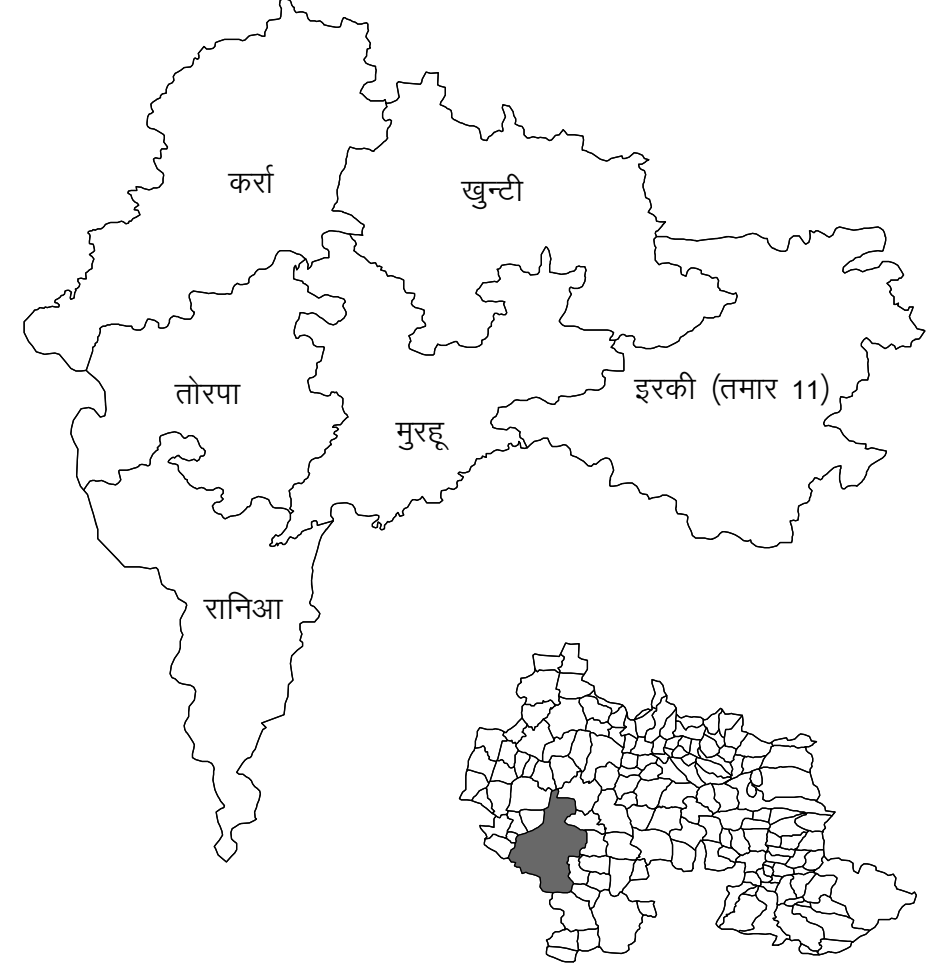 कर्रा
खुन्टी
तोरपा
इरकी (तमार 11)
मुरहू
रानिआ